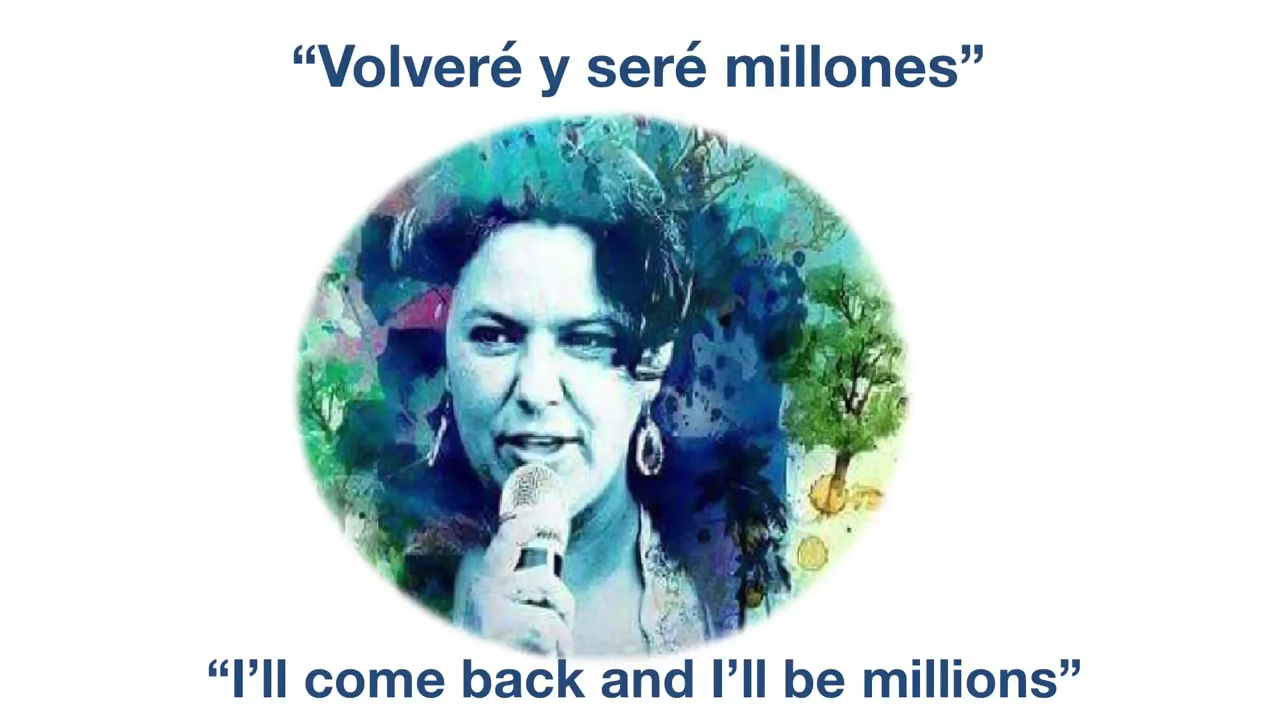 “Volveré y seré millones”
“I’ll come back and I’ll be millions”